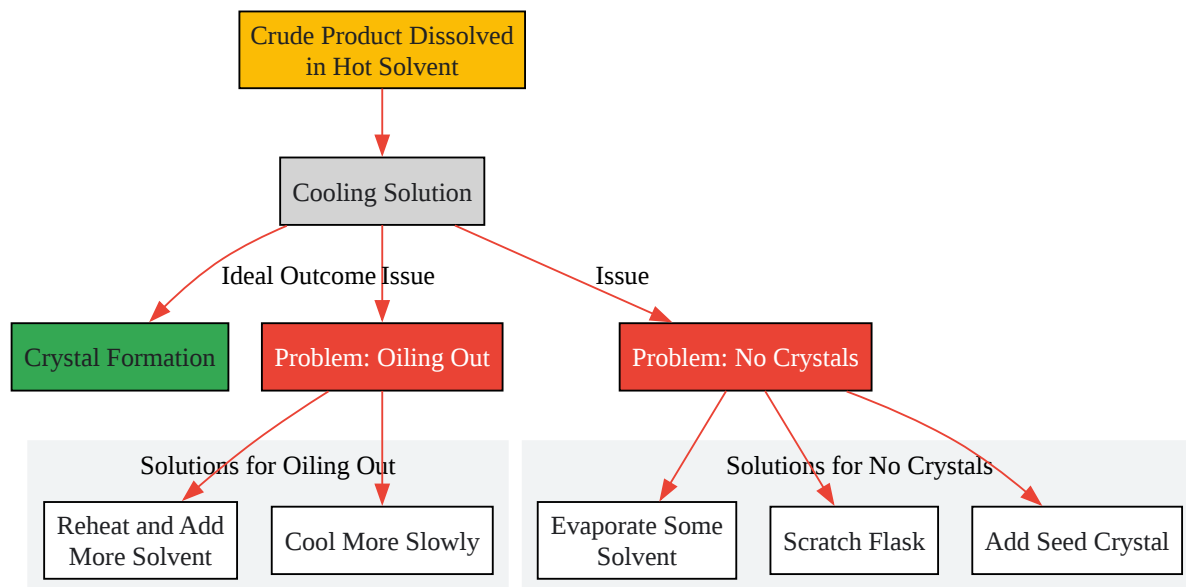 Crude Product Dissolved
in Hot Solvent
Cooling Solution
Ideal Outcome
Issue
Issue
Crystal Formation
Problem: Oiling Out
Problem: No Crystals
Solutions for Oiling Out
Solutions for No Crystals
Reheat and Add
More Solvent
Cool More Slowly
Evaporate Some
Solvent
Scratch Flask
Add Seed Crystal